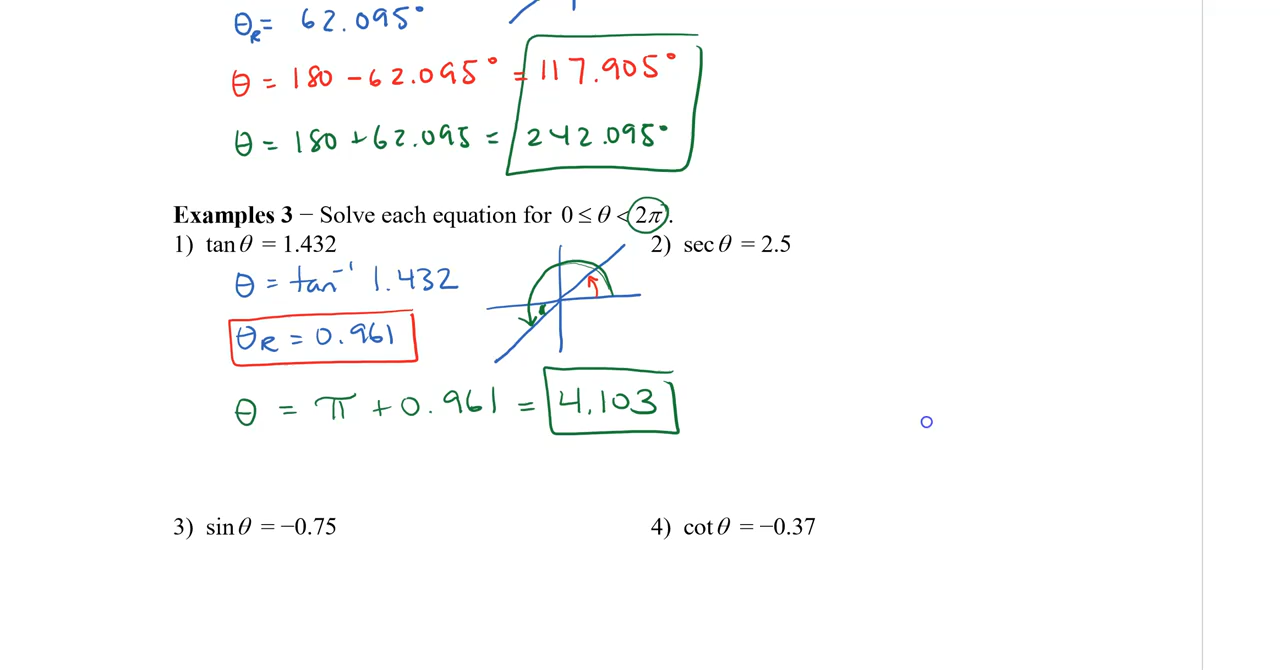 θR = 62.095°
θ = 180 - 62.095° = 117.905°
θ = 180 + 62.095 = 242.095°
Examples 3 − Solve each equation for 0 ≤ θ < 2π.
1) tan θ = 1.432
2) sec θ = 2.5
θ = tan⁻¹ 1.432
θR = 0.961
θ = π + 0.961 = 4.103
3) sin θ = −0.75
4) cot θ = −0.37